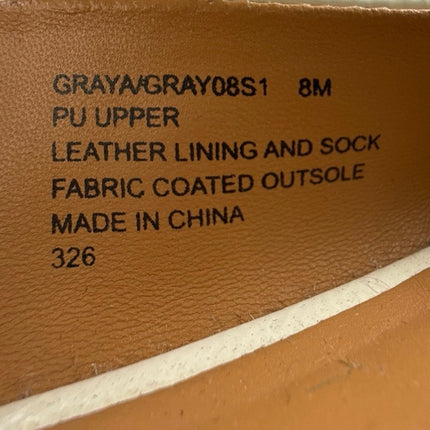 GRAYA/GRAY08S1 8M
PU UPPER
LEATHER LINING AND SOCK
FABRIC COATED OUTSOLE
MADE IN CHINA
326